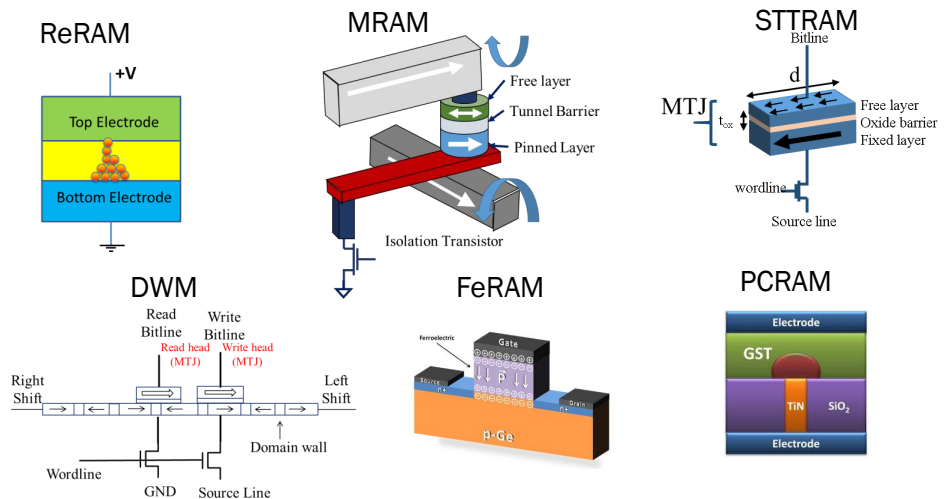 ReRAM
+V
Top Electrode
Bottom Electrode
MRAM
Free layer
Tunnel Barrier
Pinned Layer
Isolation Transistor
STTRAM
Bitline
d
MTJ
tox
Free layer
Oxide barrier
Fixed layer
wordline
Source line
DWM
Read
Bitline
Write
Bitline
Read head
(MTJ)
Write head
(MTJ)
Right
Shift
Left
Shift
Domain wall
Wordline
GND
Source Line
FeRAM
Ferroelectric
Gate
P
Source
n+
Drain
n+
p-Ge
PCRAM
Electrode
GST
TiN
SiO2
Electrode